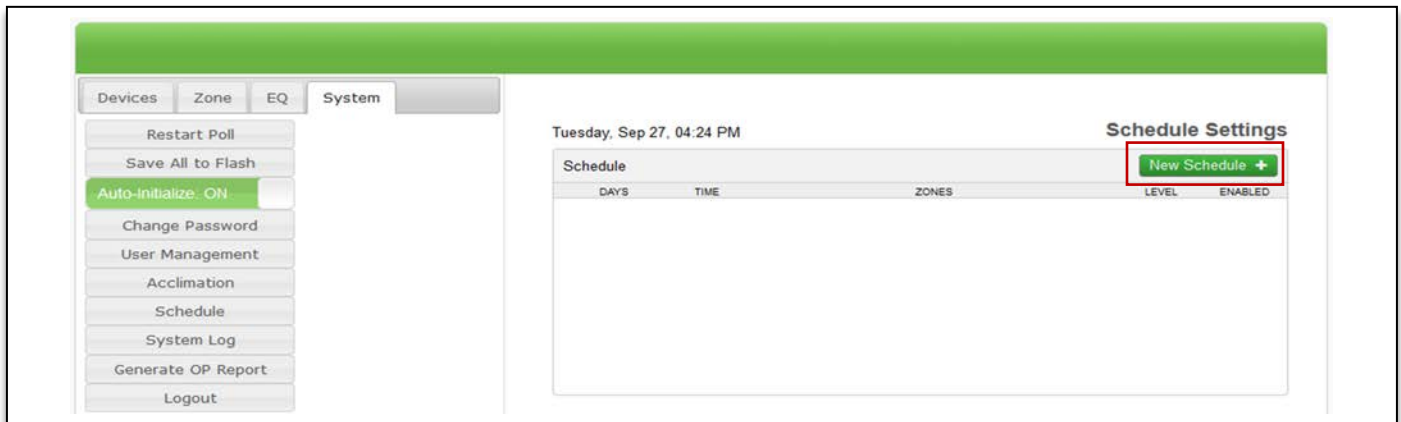 Devices Zone EQ System
Restart Poll
Save All to Flash
Auto-Initialize: ON
Change Password
User Management
Acclimation
Schedule
System Log
Generate OP Report
Logout
Tuesday, Sep 27, 04:24 PM
Schedule Settings
Schedule
New Schedule +
DAYS TIME ZONES LEVEL ENABLED